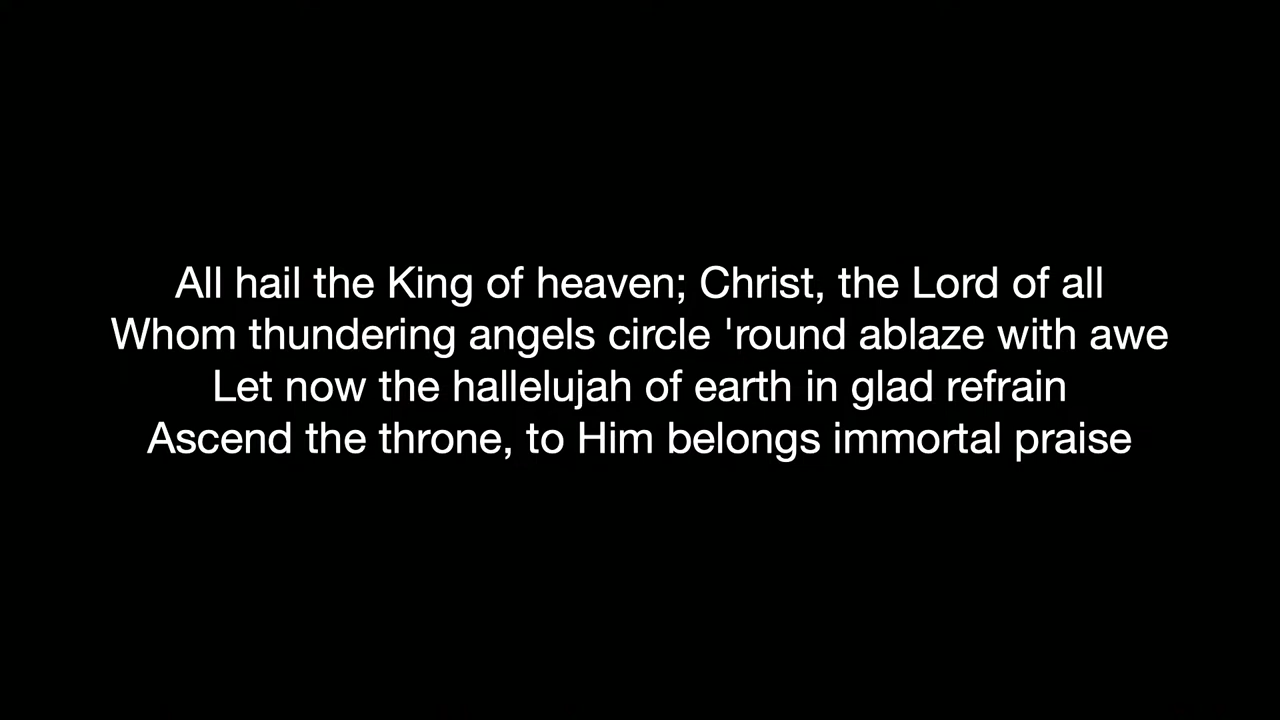 All hail the King of heaven; Christ, the Lord of all
Whom thundering angels circle 'round ablaze with awe
Let now the hallelujah of earth in glad refrain
Ascend the throne, to Him belongs immortal praise